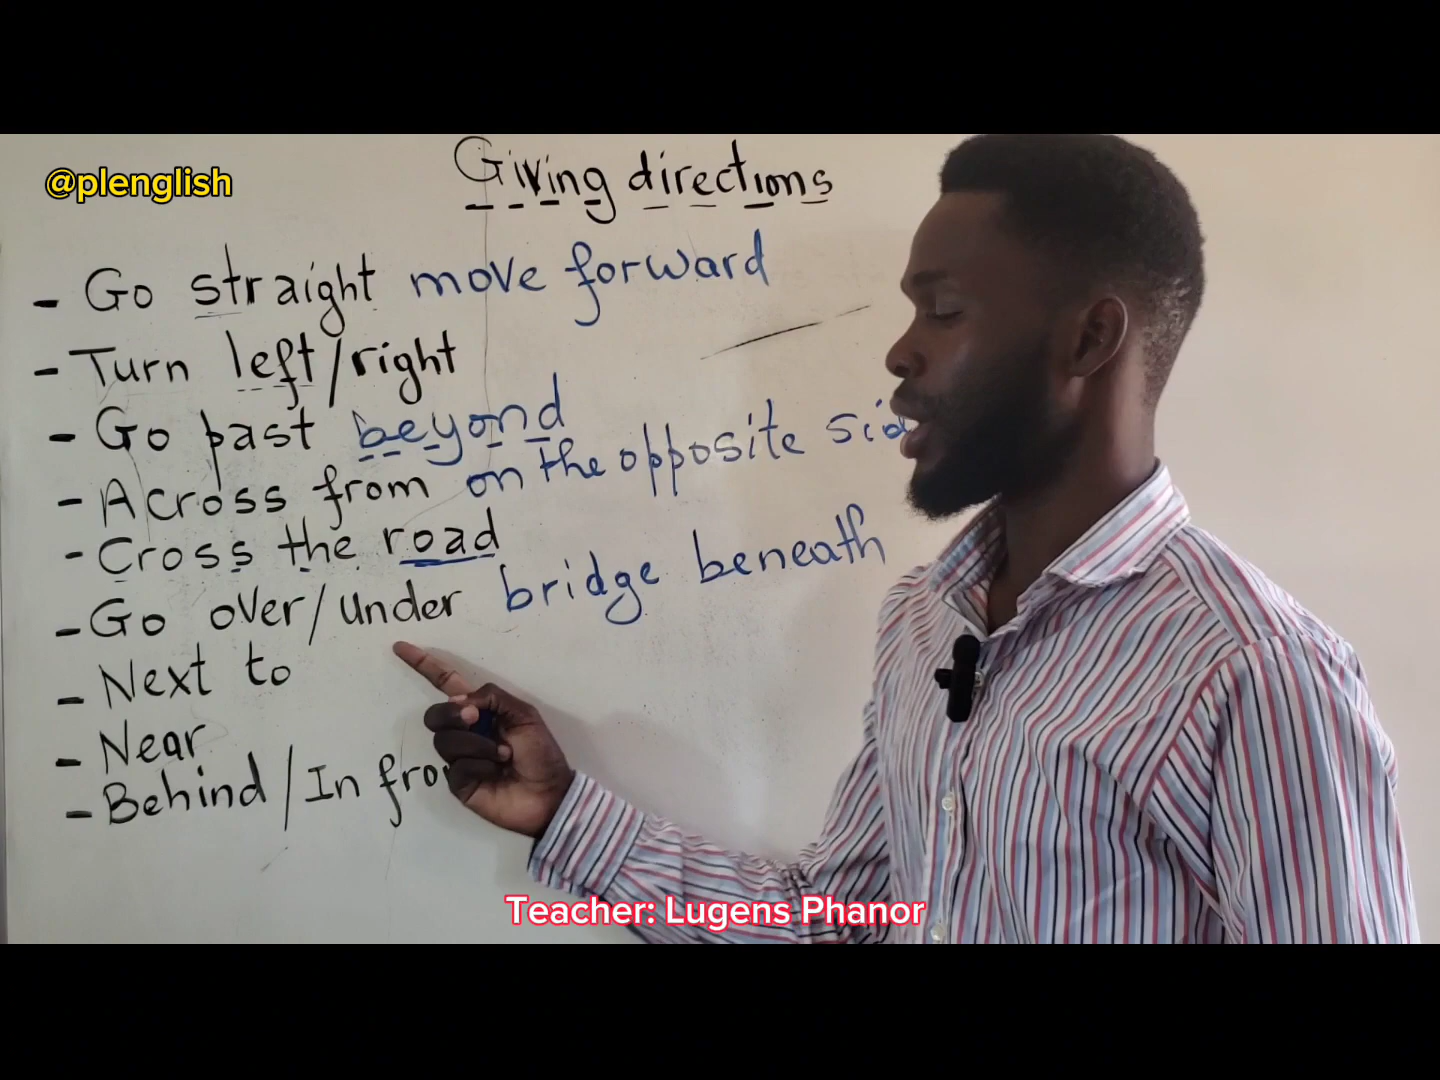 @plenglish
Giving directions
- Go straight move forward
- Turn left/right
- Go past beyond
- Across from on the opposite
- Cross the road
- Go over/under bridge beneath
- Next to
- Near
- Behind/In
Teacher: Lugens Phanor